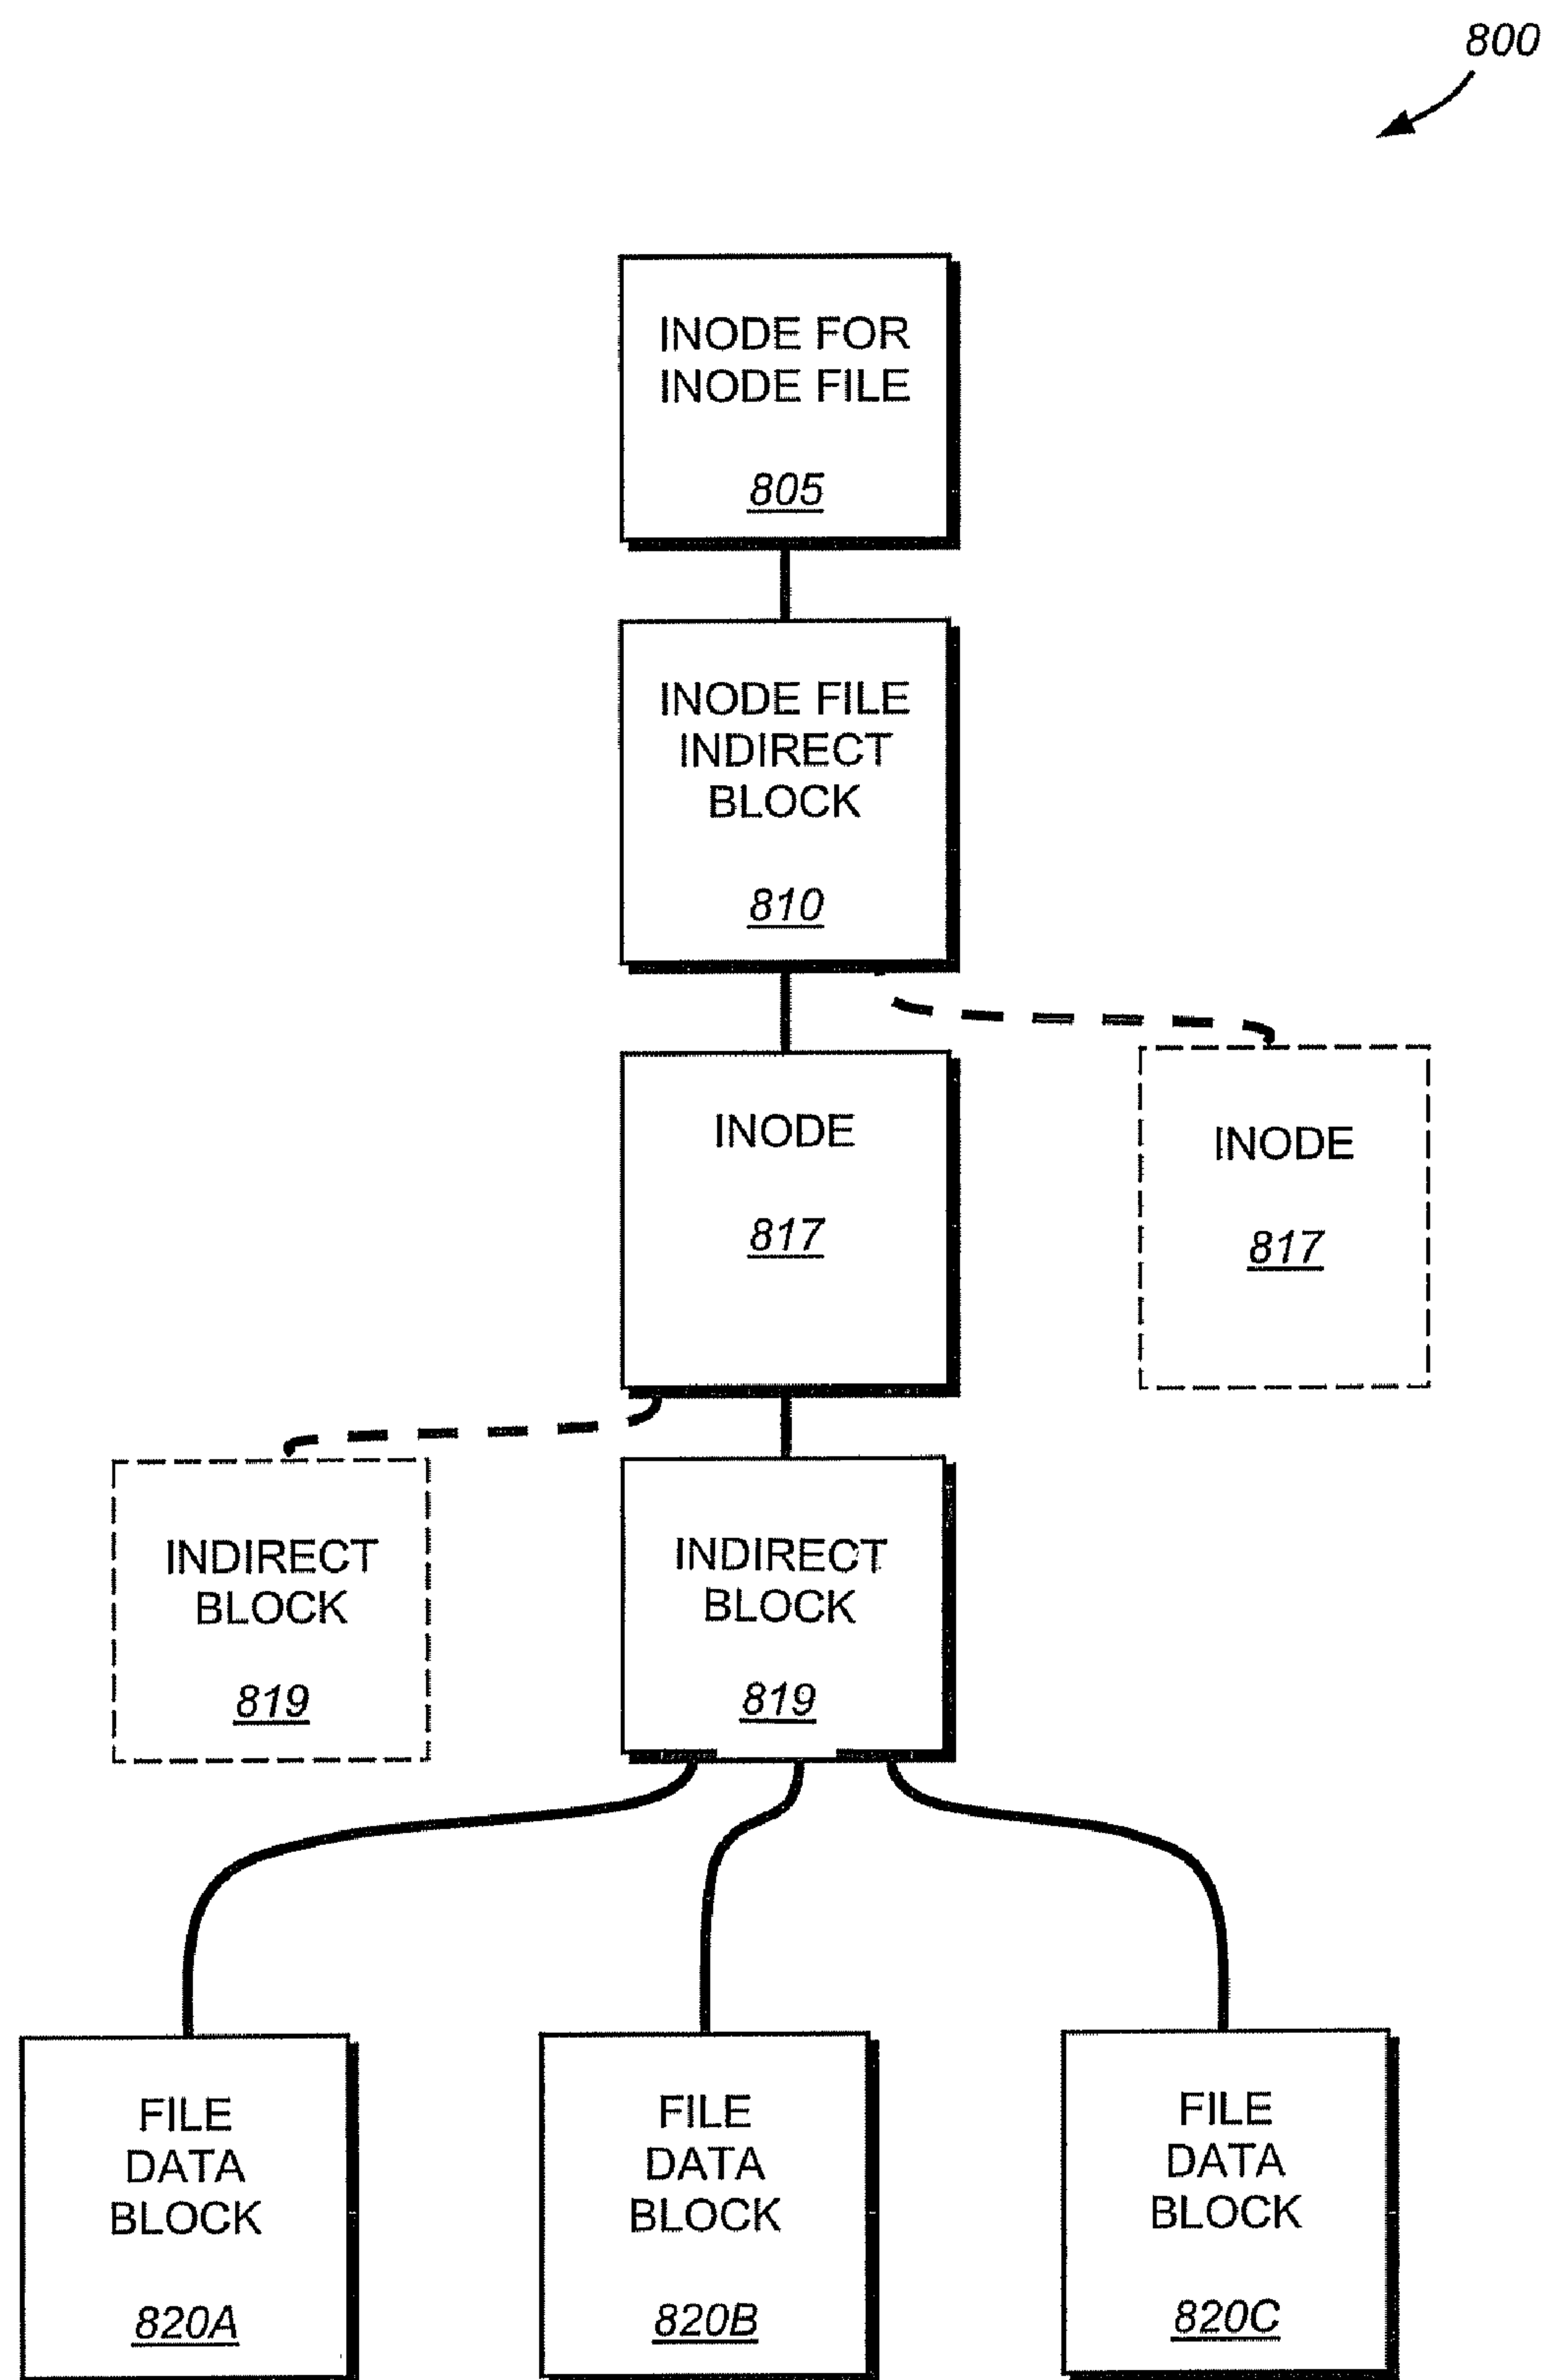 800
INODE FOR
INODE FILE
805
INODE FILE
INDIRECT
BLOCK
810
INODE
817
INODE
817
INDIRECT
BLOCK
819
INDIRECT
BLOCK
819
FILE
DATA
BLOCK
820A
FILE
DATA
BLOCK
820B
FILE
DATA
BLOCK
820C